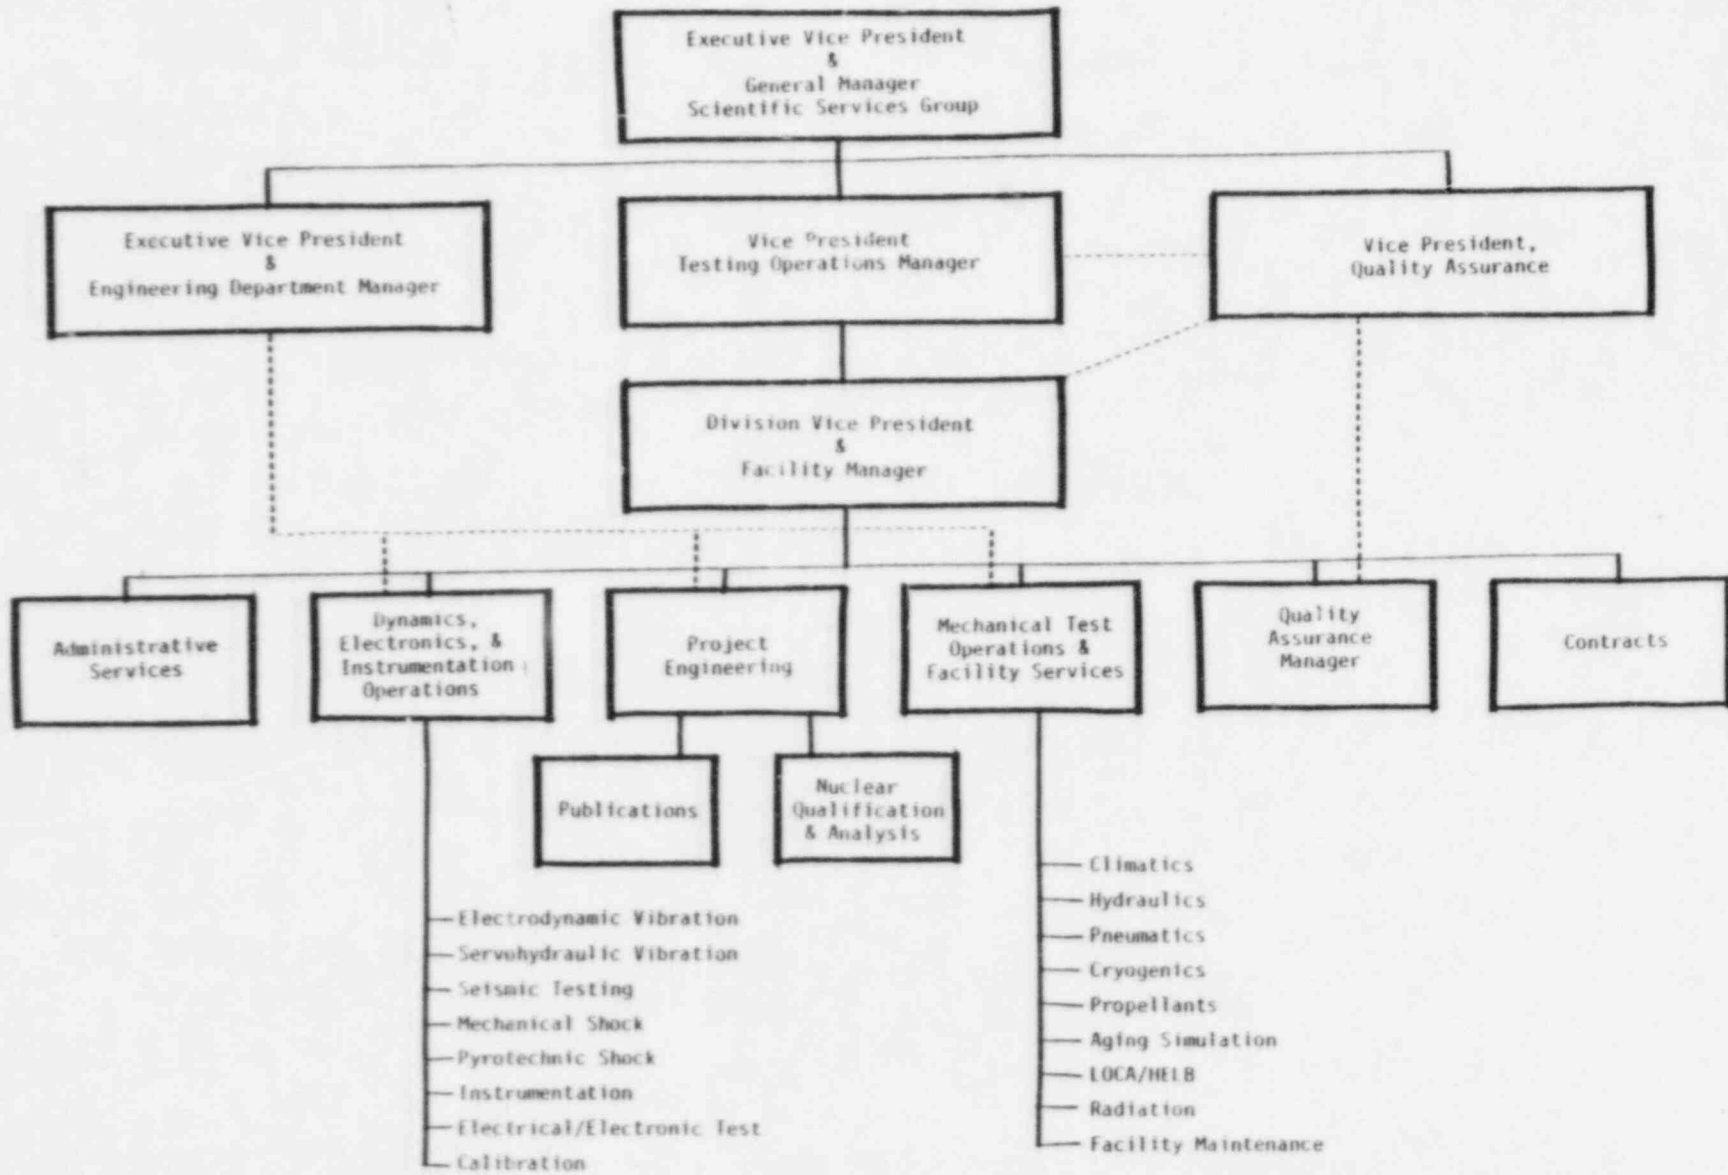 Executive Vice President
&
General Manager
Scientific Services Group
Executive Vice President
&
Engineering Department Manager
Vice President
Testing Operations Manager
Vice President,
Quality Assurance
Division Vice President
&
Facility Manager
Administrative
Services
Dynamics,
Electronics, &
Instrumentation
Operations
Project
Engineering
Mechanical Test
Operations &
Facility Services
Quality
Assurance
Manager
Contracts
Publications
Nuclear
Qualification
& Analysis
Electrodynamic Vibration
Servohydraulic Vibration
Seismic Testing
Mechanical Shock
Pyrotechnic Shock
Instrumentation
Electrical/Electronic Test
Calibration
Climatics
Hydraulics
Pneumatics
Cryogenics
Propellants
Aging Simulation
LOCA/HELB
Radiation
Facility Maintenance